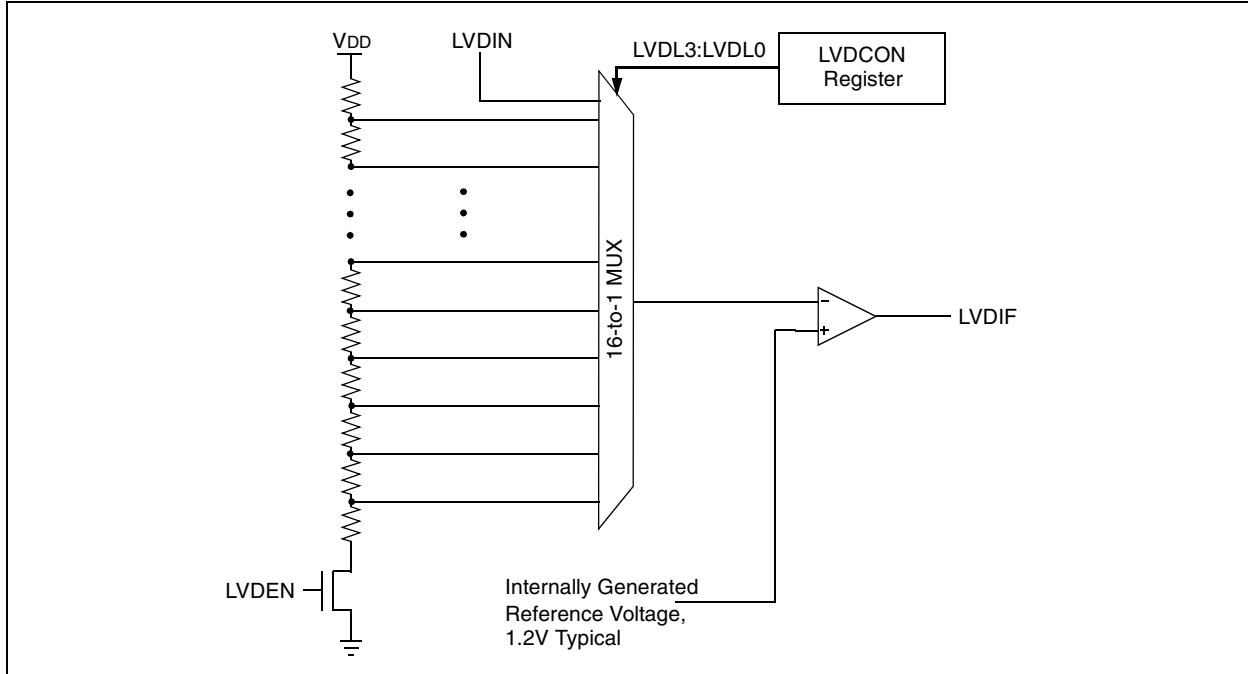 VDD
LVDIN
LVDL3:LVDL0
LVDCON
Register
16-to-1 MUX
-
+
LVDIF
LVDEN
Internally Generated
Reference Voltage,
1.2V Typical